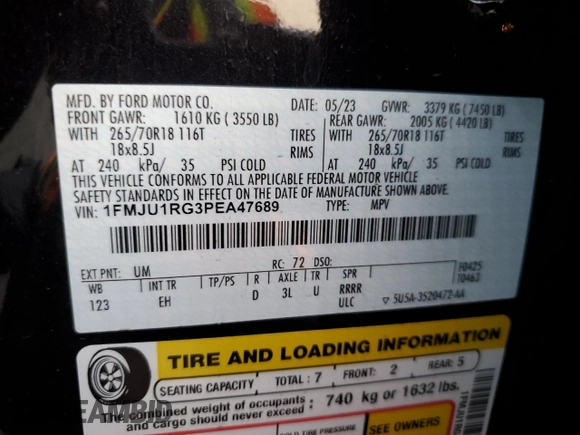 MFD. BY FORD MOTOR CO. DATE: 05/23 GVWR: 3379 KG (7450 LB)
FRONT GAWR: 1610 KG (3550 LB) REAR GAWR: 2005 KG (4420 LB)
WITH 265/70R18 116T TIRES WITH 265/70R18 116T TIRES
18x8.5J RIMS 18x8.5J RIMS
AT 240 kPa/ 35 PSI COLD AT 240 kPa/ 35 PSI COLD
THIS VEHICLE CONFORMS TO ALL APPLICABLE FEDERAL MOTOR VEHICLE
SAFETY STANDARDS IN EFFECT ON THE DATE OF MANUFACTURE SHOWN ABOVE.
VIN: 1FMJU1RG3PEA47689 TYPE: MPV
EXT PNT: UM RC: 72 DSO: F0425
WB INT TR TP/PS R AXLE TR SPR T0463
123 EH D 3L U RRRR
ULC ▽ 5U5A-3520472-AA
TIRE AND LOADING INFORMATION
SEATING CAPACITY TOTAL: 7 FRONT: 2 REAR: 5
The combined weight of occupants and cargo should never exceed : 740 kg or 1632 lbs.
COLD TIRE PRESSURE SEE OWNERS